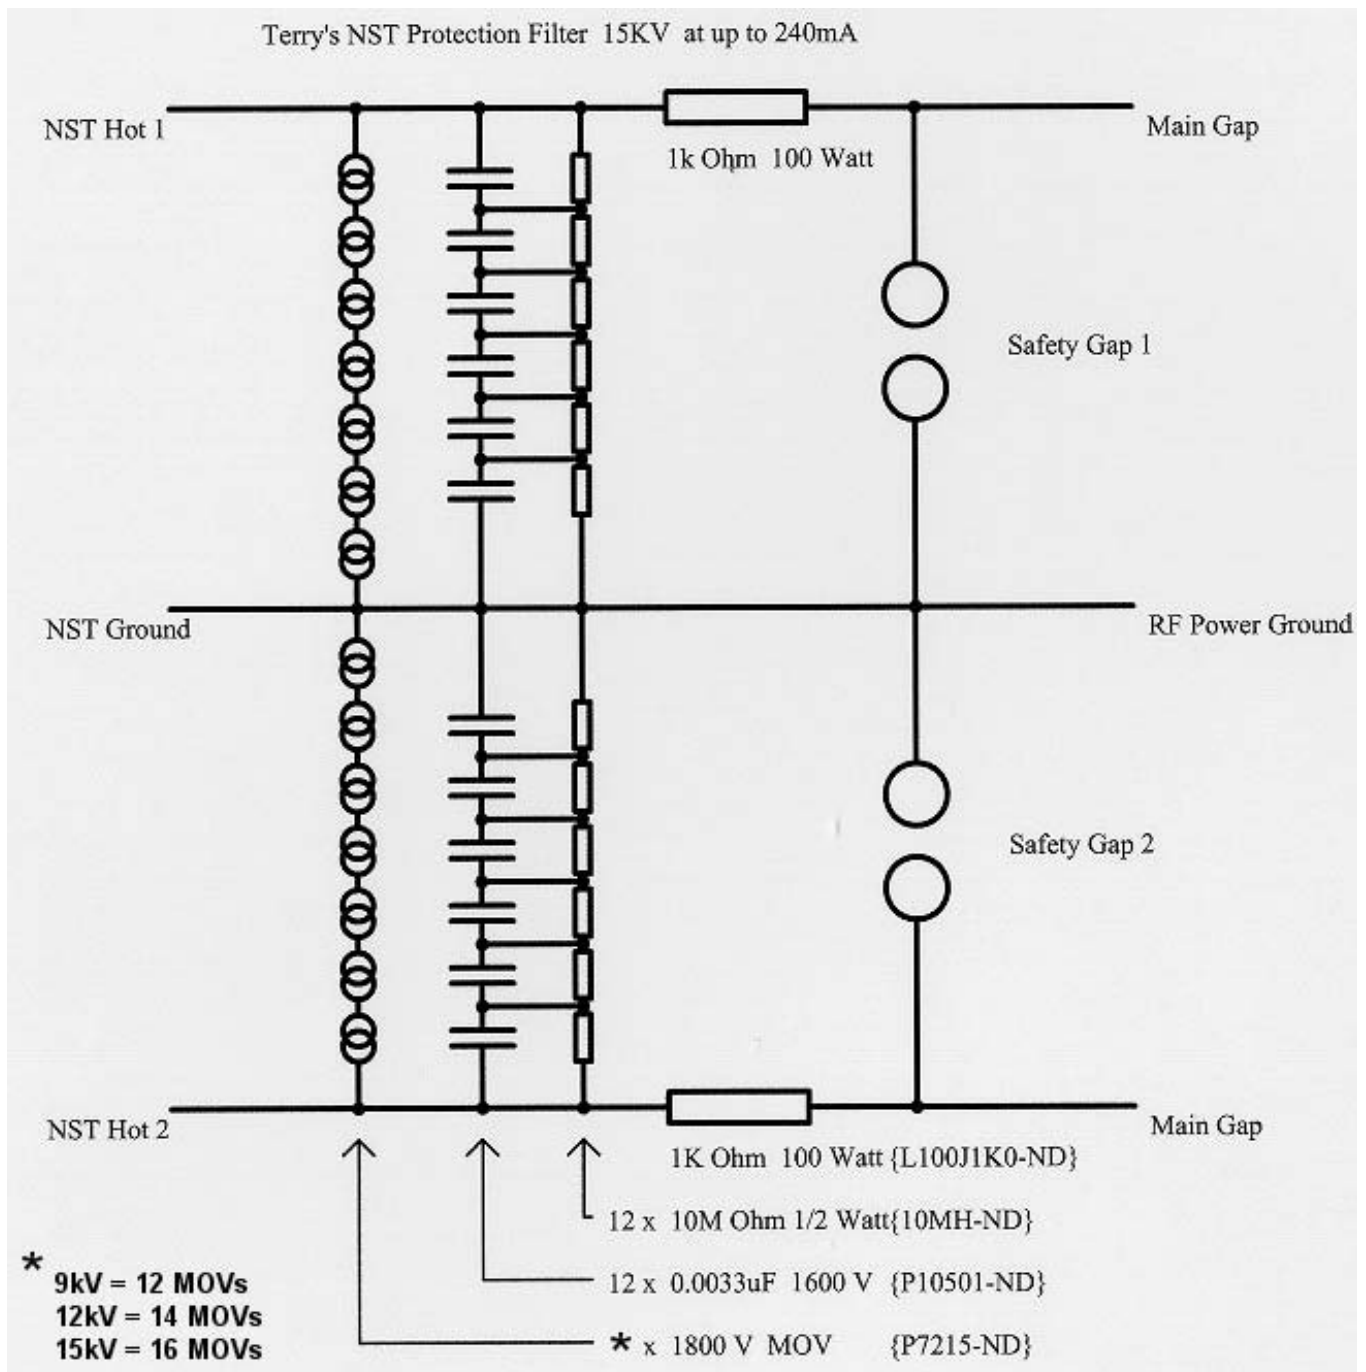 Terry's NST Protection Filter 15KV at up to 240mA
NST Hot 1
Main Gap
1k Ohm 100 Watt
Safety Gap 1
NST Ground
RF Power Ground
Safety Gap 2
NST Hot 2
Main Gap
1K Ohm 100 Watt {L100J1K0-ND}
12 x 10M Ohm 1/2 Watt{10MH-ND}
12 x 0.0033uF 1600 V {P10501-ND}
* x 1800 V MOV {P7215-ND}
* 9kV = 12 MOVs
12kV = 14 MOVs
15kV = 16 MOVs